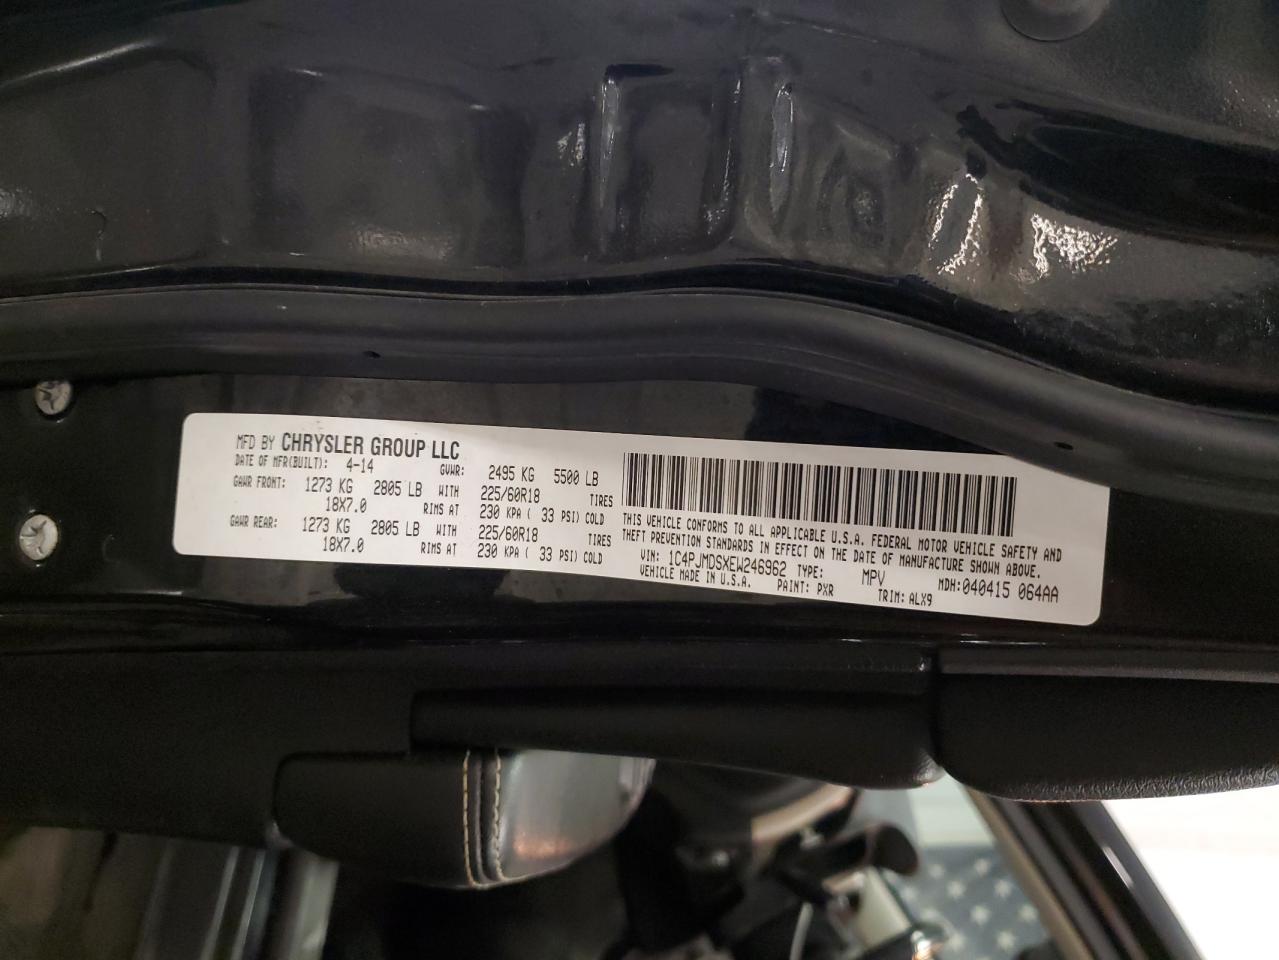 MFD BY CHRYSLER GROUP LLC
DATE OF MFR(BUILT): 4-14 GVWR: 2495 KG 5500 LB
GAWR FRONT: 1273 KG 2805 LB WITH 225/60R18 TIRES
18X7.0 RIMS AT 230 KPA ( 33 PSI) COLD
GAWR REAR: 1273 KG 2805 LB WITH 225/60R18 TIRES
18X7.0 RIMS AT 230 KPA ( 33 PSI) COLD
THIS VEHICLE CONFORMS TO ALL APPLICABLE U.S.A. FEDERAL MOTOR VEHICLE SAFETY AND
THEFT PREVENTION STANDARDS IN EFFECT ON THE DATE OF MANUFACTURE SHOWN ABOVE.
VIN: 1C4PJMDSXEW246962 TYPE: MPV MDH:040415 064AA
VEHICLE MADE IN U.S.A. PAINT: PXR TRIM: ALX9